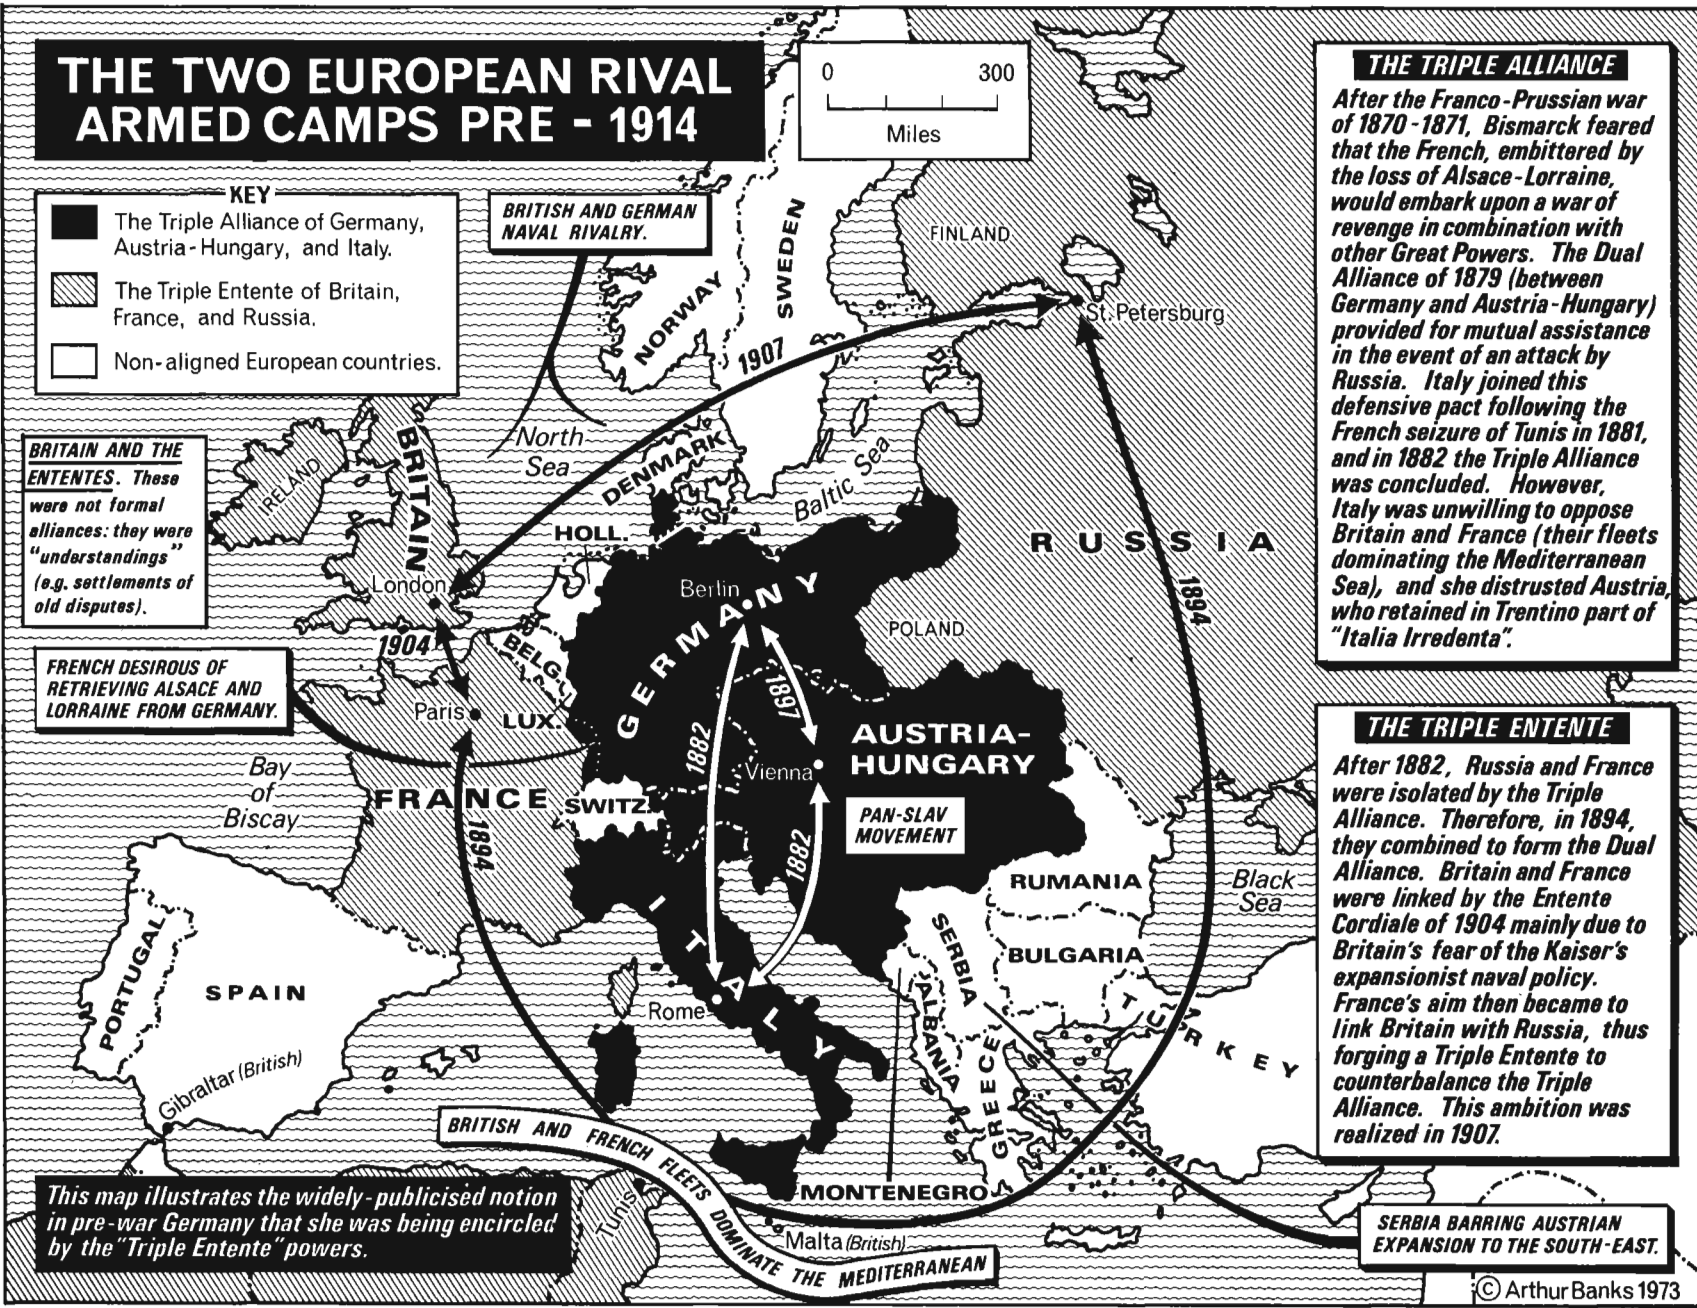 THE TWO EUROPEAN RIVAL
ARMED CAMPS PRE - 1914
0 300
Miles
KEY
The Triple Alliance of Germany,
Austria-Hungary, and Italy.
The Triple Entente of Britain,
France, and Russia.
Non-aligned European countries.
BRITISH AND GERMAN
NAVAL RIVALRY.
BRITAIN AND THE
ENTENTES. These
were not formal
alliances: they were
"understandings"
(e.g. settlements of
old disputes).
FRENCH DESIROUS OF
RETRIEVING ALSACE AND
LORRAINE FROM GERMANY.
THE TRIPLE ALLIANCE
After the Franco-Prussian war
of 1870-1871, Bismarck feared
that the French, embittered by
the loss of Alsace-Lorraine,
would embark upon a war of
revenge in combination with
other Great Powers. The Dual
Alliance of 1879 (between
Germany and Austria-Hungary)
provided for mutual assistance
in the event of an attack by
Russia. Italy joined this
defensive pact following the
French seizure of Tunis in 1881,
and in 1882 the Triple Alliance
was concluded. However,
Italy was unwilling to oppose
Britain and France (their fleets
dominating the Mediterranean
Sea), and she distrusted Austria,
who retained in Trentino part of
"Italia Irredenta".
THE TRIPLE ENTENTE
After 1882, Russia and France
were isolated by the Triple
Alliance. Therefore, in 1894,
they combined to form the Dual
Alliance. Britain and France
were linked by the Entente
Cordiale of 1904 mainly due to
Britain's fear of the Kaiser's
expansionist naval policy.
France's aim then became to
link Britain with Russia, thus
forging a Triple Entente to
counterbalance the Triple
Alliance. This ambition was
realized in 1907.
FINLAND
St. Petersburg
SWEDEN
NORWAY
1907
North
Sea
DENMARK
Baltic Sea
IRELAND
BRITAIN
London
HOLL.
1904
BELG.
LUX.
Paris
Berlin
GERMANY
POLAND
RUSSIA
1894
1897
1882
Vienna
AUSTRIA-
HUNGARY
PAN-SLAV
MOVEMENT
1882
Bay
of
Biscay
FRANCE
1894
SWITZ.
ITALY
Rome
RUMANIA
BULGARIA
SERBIA
ALBANIA
GREECE
MONTENEGRO
TURKEY
Black
Sea
PORTUGAL
SPAIN
Gibraltar (British)
Tunis
Malta (British)
BRITISH AND FRENCH FLEETS DOMINATE THE MEDITERRANEAN
This map illustrates the widely-publicised notion
in pre-war Germany that she was being encircled
by the "Triple Entente" powers.
SERBIA BARRING AUSTRIAN
EXPANSION TO THE SOUTH-EAST.
© Arthur Banks 1973